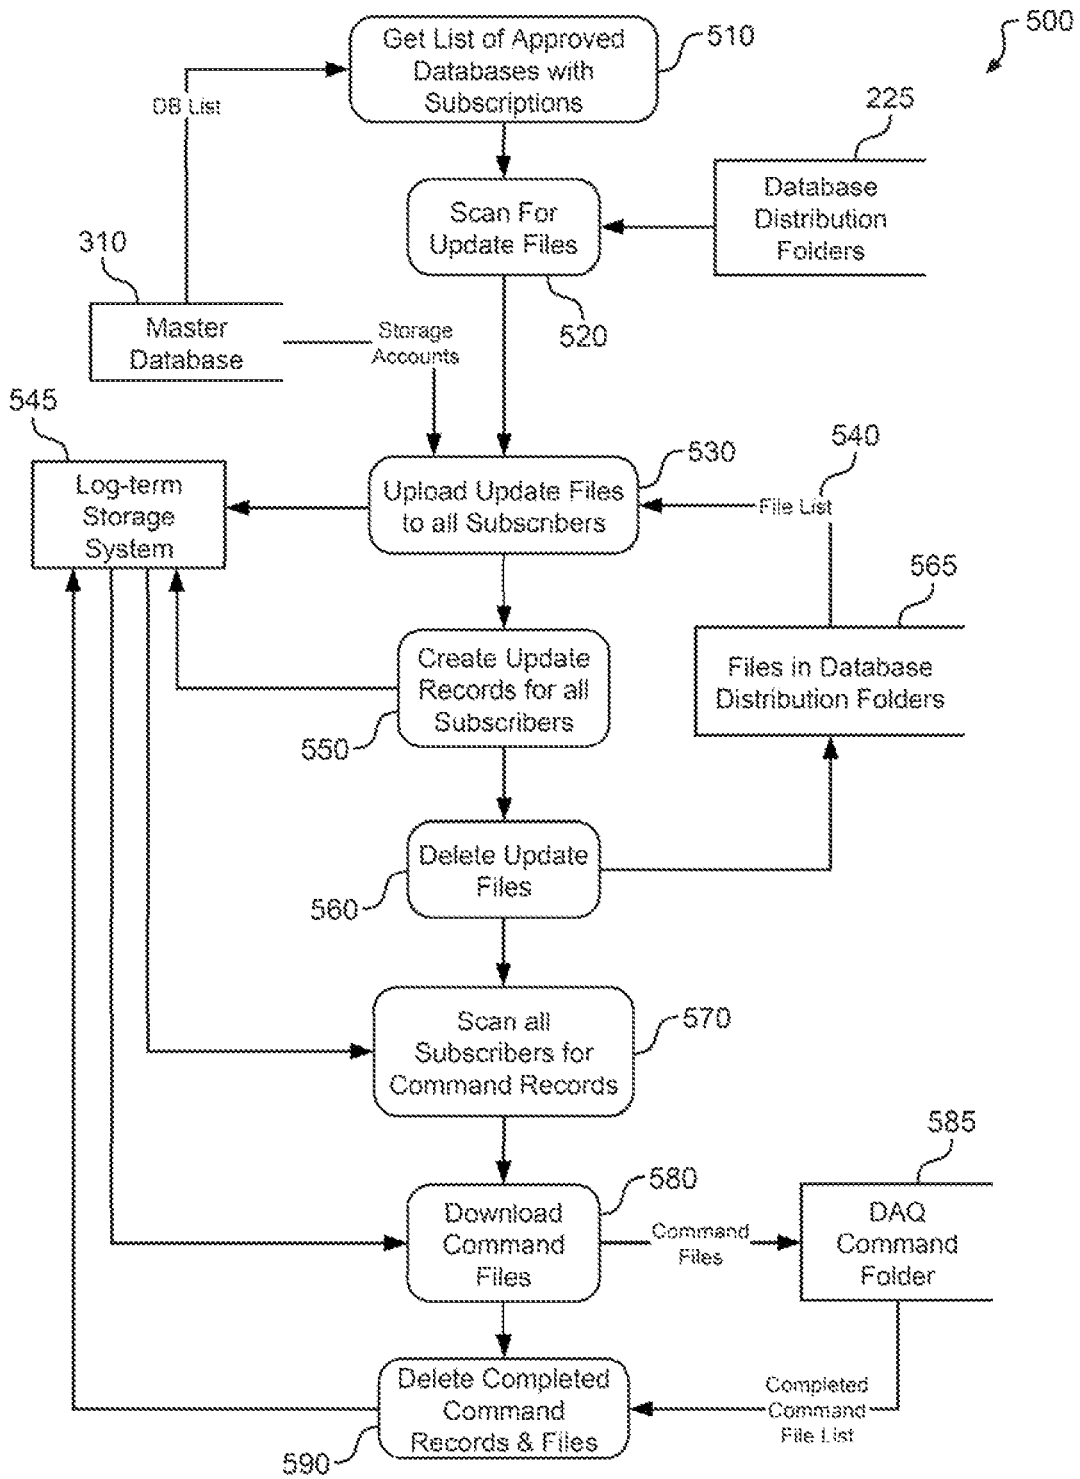 500
Get List of Approved
Databases with
Subscriptions
510
DB List
225
Database
Distribution
Folders
Scan For
Update Files
520
310
Master
Database
Storage
Accounts
545
Log-term
Storage
System
530
Upload Update Files
to all Subscribers
540
File List
565
Files in Database
Distribution Folders
Create Update
Records for all
Subscribers
550
Delete Update
Files
560
Scan all
Subscribers for
Command Records
570
580
Download
Command
Files
Command
Files
585
DAQ
Command
Folder
Delete Completed
Command
Records & Files
590
Completed
Command
File List